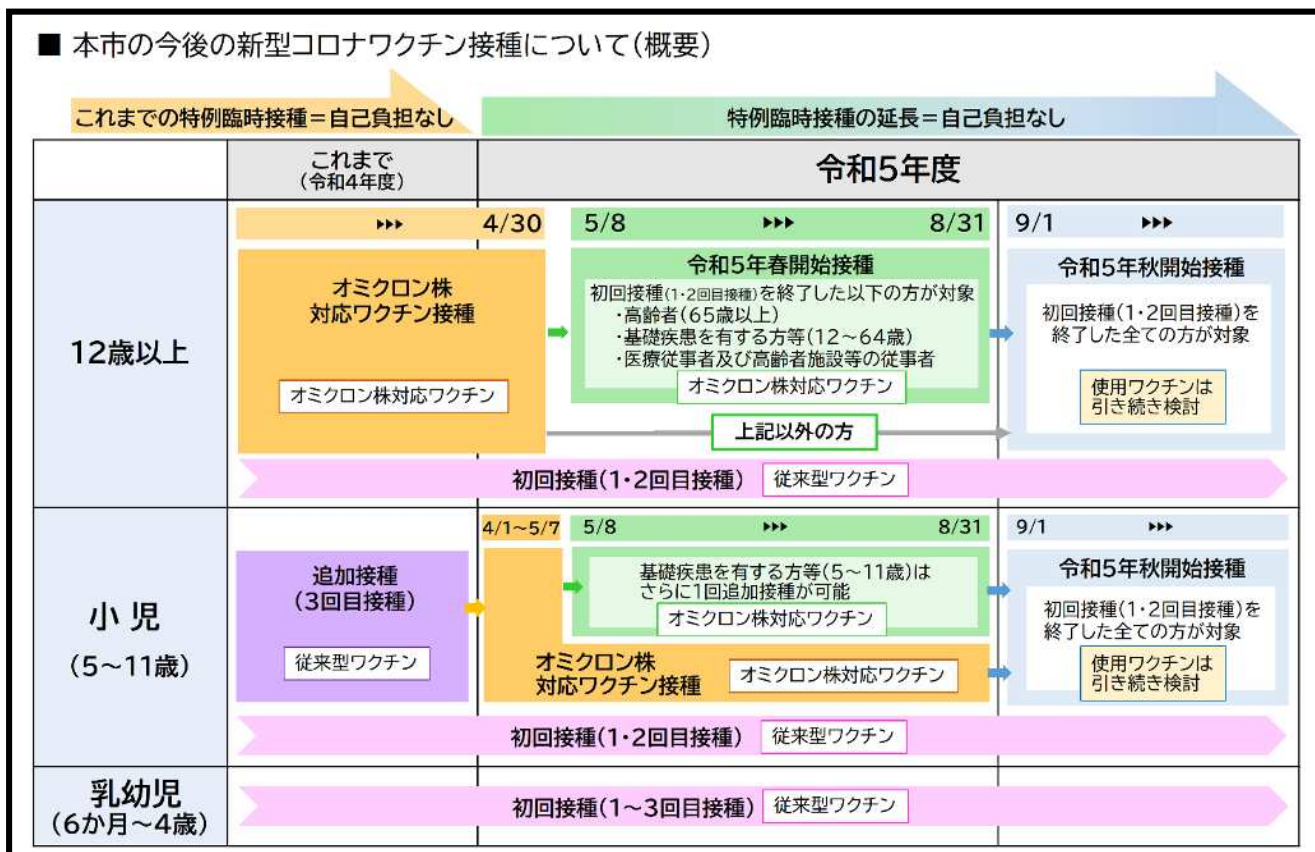 ■ 本市の今後の新型コロナワクチン接種について(概要)
これまでの特例臨時接種=自己負担なし
特例臨時接種の延長=自己負担なし
これまで
(令和4年度)
令和5年度
12歳以上
▸▸▸ 4/30
5/8 ▸▸▸ 8/31
9/1 ▸▸▸
オミクロン株
対応ワクチン接種
オミクロン株対応ワクチン
令和5年春開始接種
初回接種(1・2回目接種)を終了した以下の方が対象
・高齢者(65歳以上)
・基礎疾患を有する方等(12~64歳)
・医療従事者及び高齢者施設等の従事者
オミクロン株対応ワクチン
上記以外の方
令和5年秋開始接種
初回接種(1・2回目接種)を
終了した全ての方が対象
使用ワクチンは
引き続き検討
初回接種(1・2回目接種) 従来型ワクチン
小児
(5~11歳)
4/1~5/7
5/8 ▸▸▸ 8/31
9/1 ▸▸▸
追加接種
(3回目接種)
従来型ワクチン
基礎疾患を有する方等(5~11歳)は
さらに1回追加接種が可能
オミクロン株対応ワクチン
オミクロン株
対応ワクチン接種
オミクロン株対応ワクチン
令和5年秋開始接種
初回接種(1・2回目接種)を
終了した全ての方が対象
使用ワクチンは
引き続き検討
初回接種(1・2回目接種) 従来型ワクチン
乳幼児
(6か月~4歳)
初回接種(1~3回目接種) 従来型ワクチン